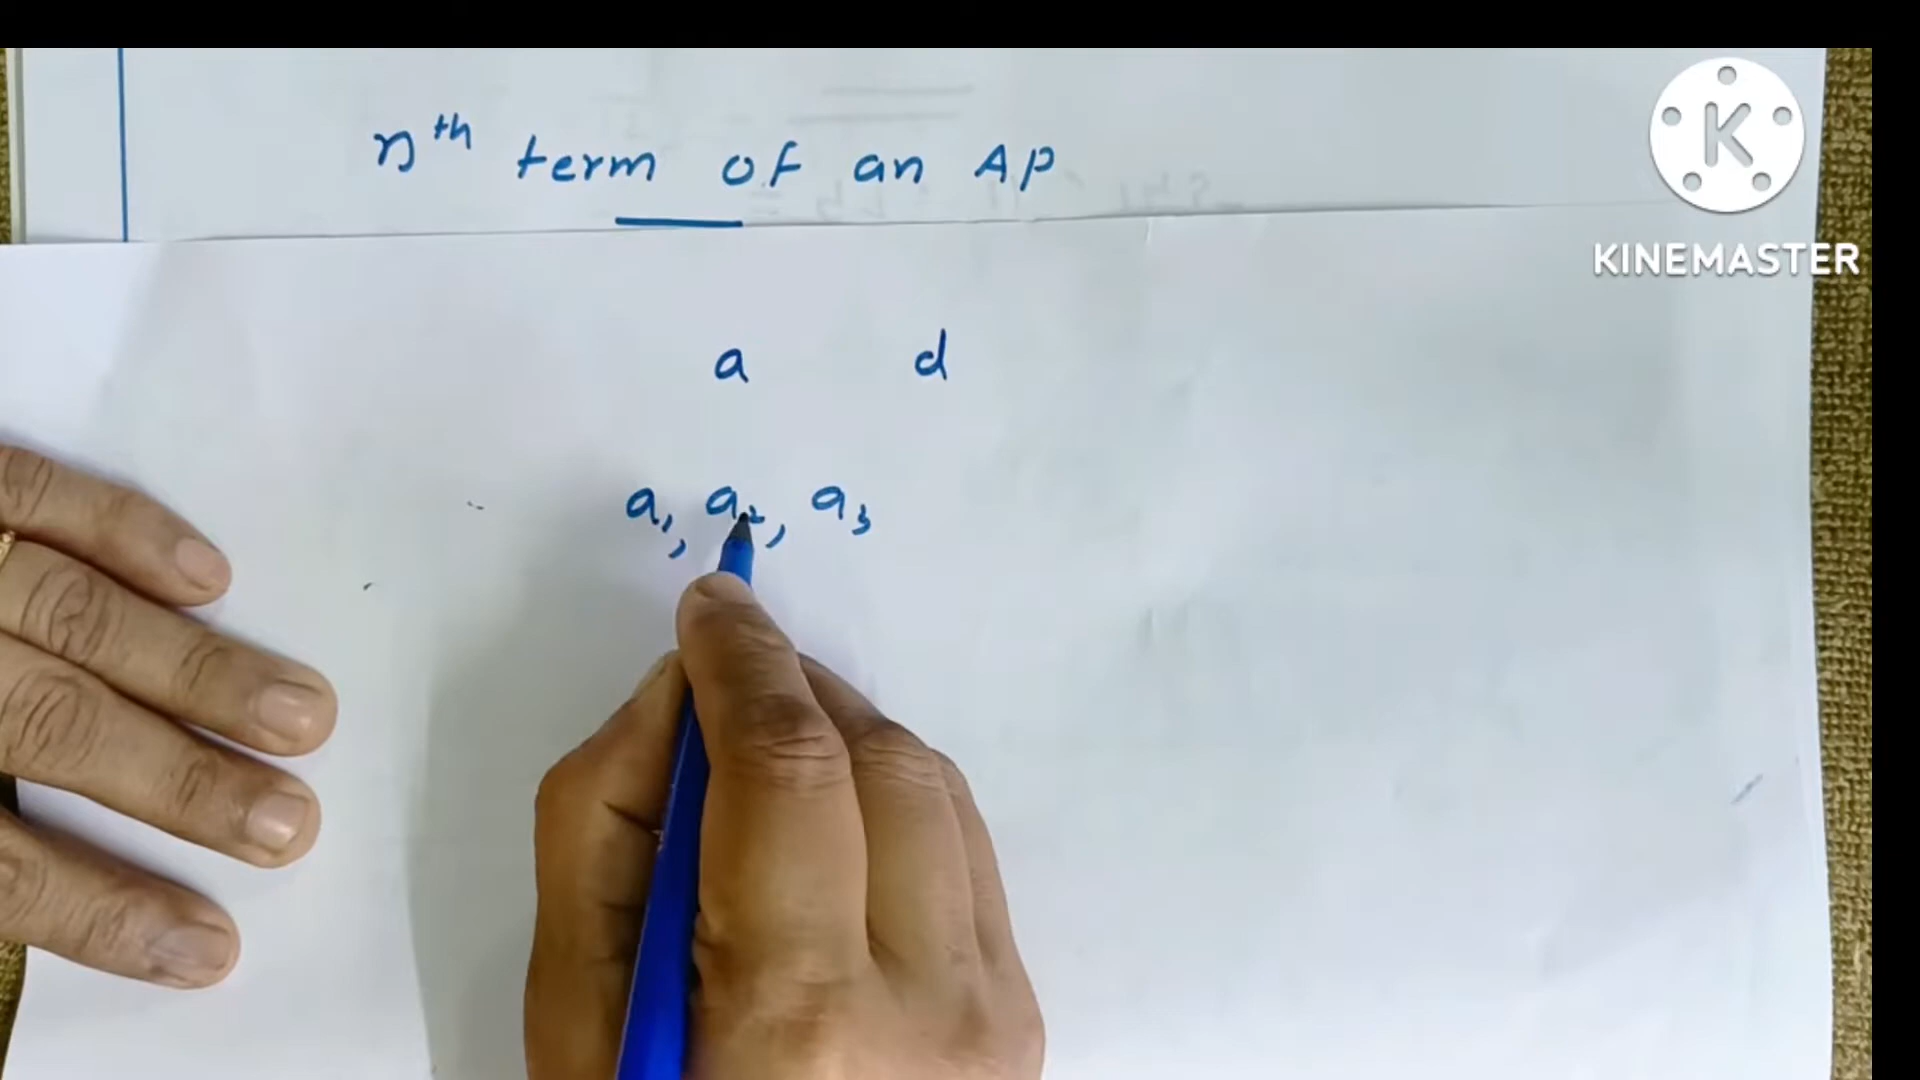 nth term of an AP
K
KINEMASTER
a d
a1, a2, a3